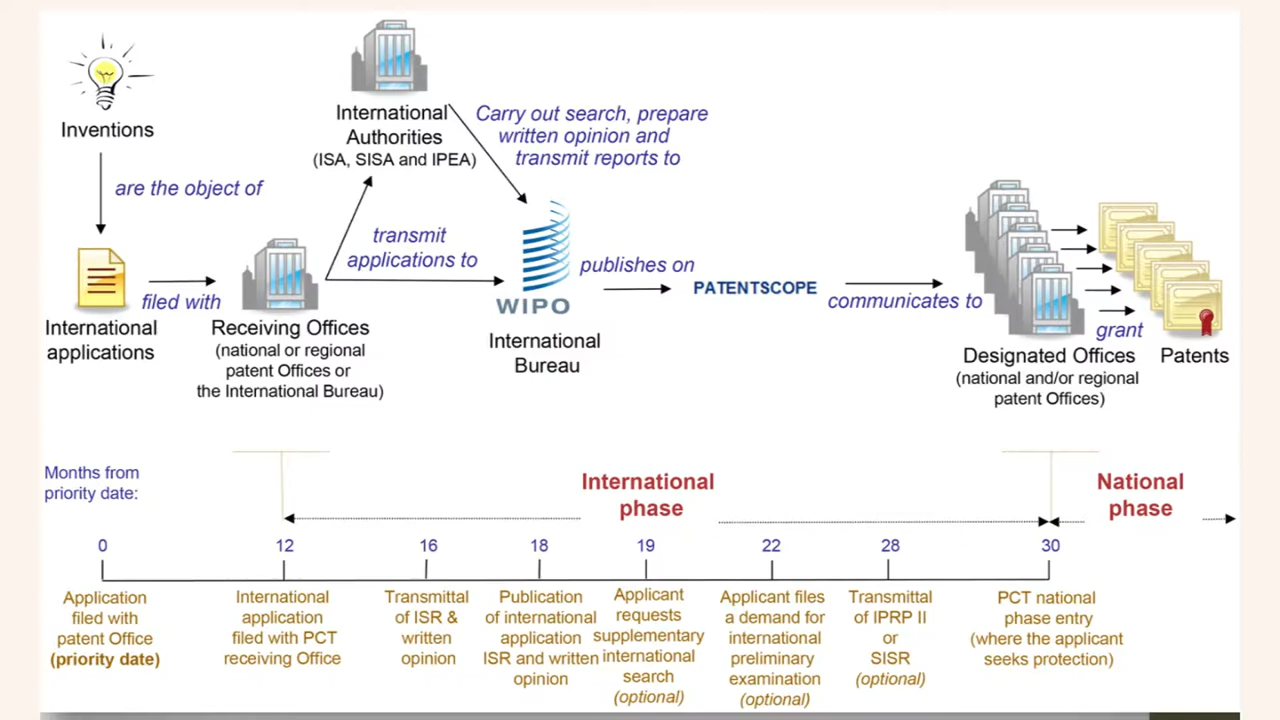 Inventions
are the object of
International
applications
filed with
Receiving Offices
(national or regional
patent Offices or
the International Bureau)
International
Authorities
(ISA, SISA and IPEA)
Carry out search, prepare
written opinion and
transmit reports to
transmit
applications to
WIPO
International
Bureau
publishes on
PATENTSCOPE
communicates to
Designated Offices
(national and/or regional
patent Offices)
grant
Patents
Months from
priority date:
International
phase
National
phase
0
12
16
18
19
22
28
30
Application
filed with
patent Office
(priority date)
International
application
filed with PCT
receiving Office
Transmittal
of ISR &
written
opinion
Publication
of international
application
ISR and written
opinion
Applicant
requests
supplementary
international
search
(optional)
Applicant files
a demand for
international
preliminary
examination
(optional)
Transmittal
of IPRP II
or
SISR
(optional)
PCT national
phase entry
(where the applicant
seeks protection)